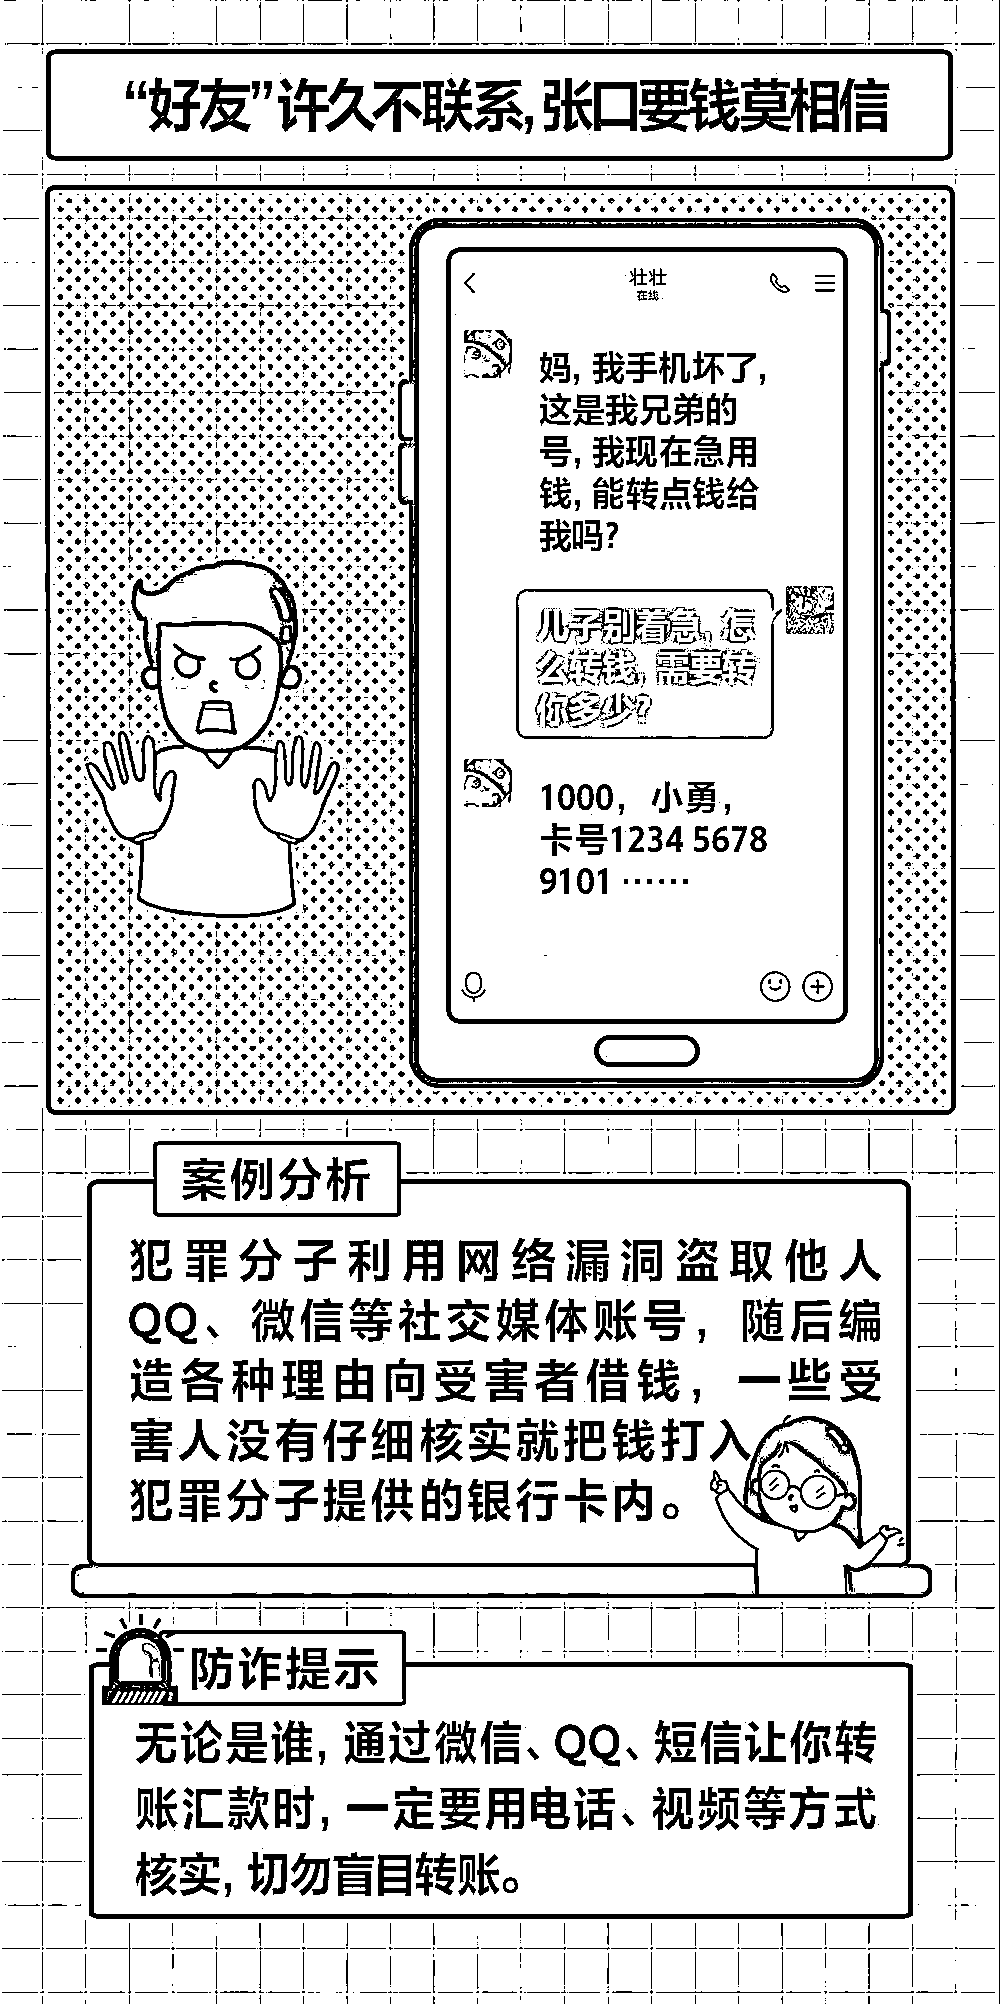 “好友”许久不联系,张口要钱莫相信
壮壮
在线
妈, 我手机坏了,
这是我兄弟的
号, 我现在急用
钱, 能转点钱给
我吗?
儿子别着急, 怎
么转钱, 需要转
你多少?
1000, 小勇,
卡号1234 5678
9101 ……
案例分析
犯罪分子利用网络漏洞盗取他人
QQ、微信等社交媒体账号, 随后编
造各种理由向受害者借钱, 一些受
害人没有仔细核实就把钱打入
犯罪分子提供的银行卡内。
防诈提示
无论是谁, 通过微信、QQ、短信让你转
账汇款时, 一定要用电话、视频等方式
核实, 切勿盲目转账。